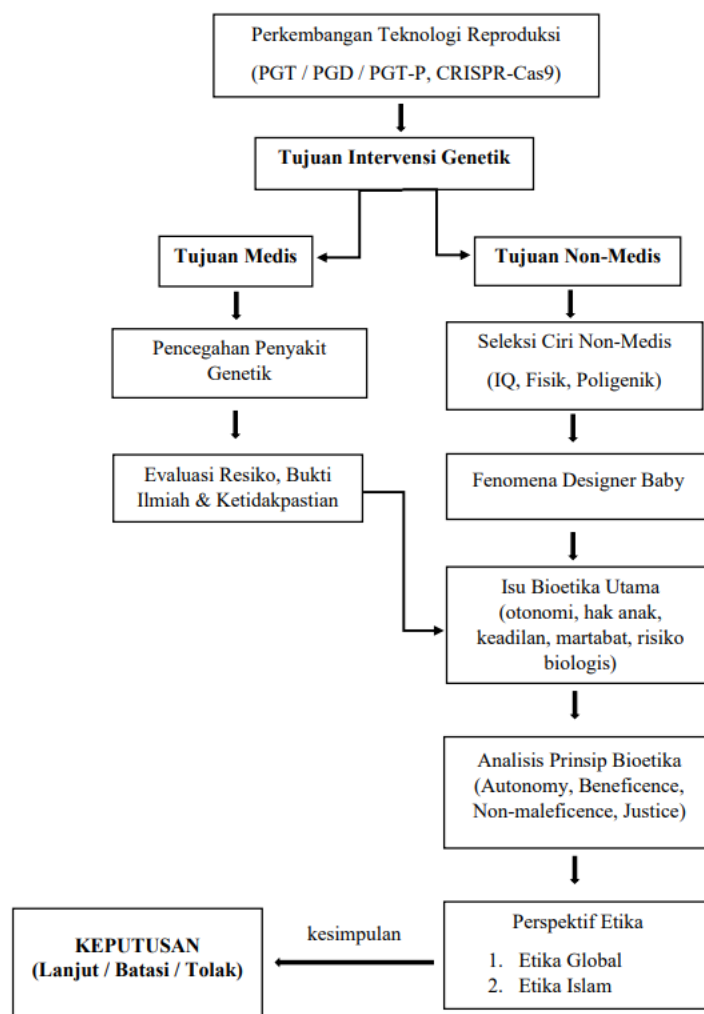 Perkembangan Teknologi Reproduksi
(PGT / PGD / PGT-P, CRISPR-Cas9)
Tujuan Intervensi Genetik
Tujuan Medis
Tujuan Non-Medis
Pencegahan Penyakit
Genetik
Seleksi Ciri Non-Medis
(IQ, Fisik, Poligenik)
Evaluasi Resiko, Bukti
Ilmiah & Ketidakpastian
Fenomena Designer Baby
Isu Bioetika Utama
(otonomi, hak anak,
keadilan, martabat, risiko
biologis)
Analisis Prinsip Bioetika
(Autonomy, Beneficence,
Non-maleficence, Justice)
Perspektif Etika
1. Etika Global
2. Etika Islam
kesimpulan
KEPUTUSAN
(Lanjut / Batasi / Tolak)